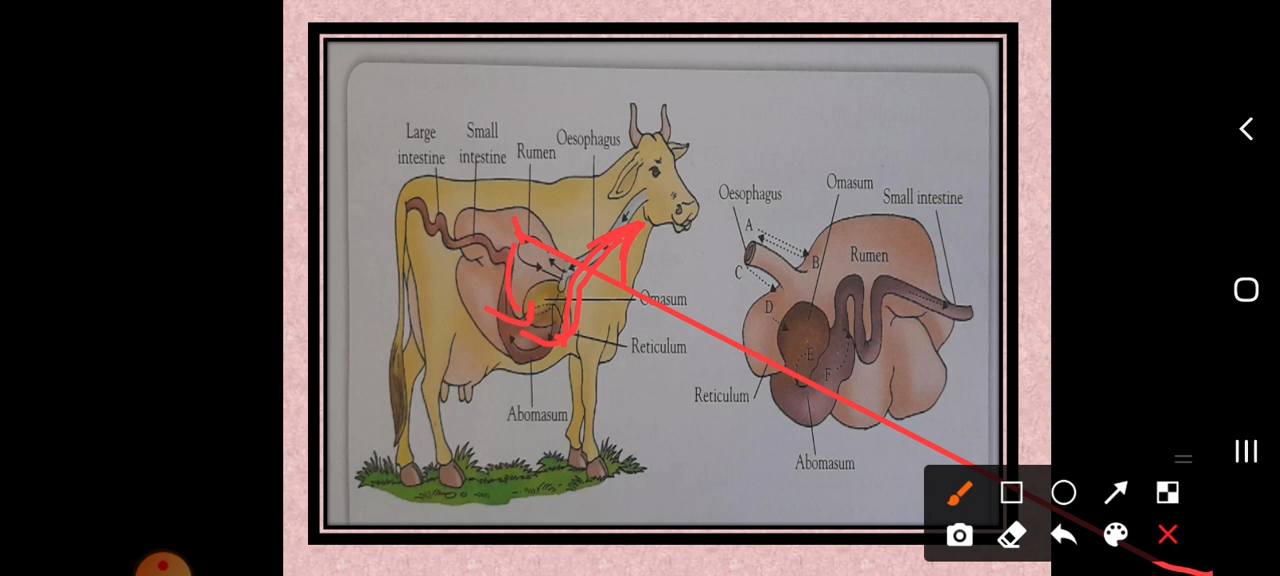 Large
intestine
Small
intestine
Rumen
Oesophagus
Omasum
Reticulum
Abomasum
Oesophagus
Omasum
Small intestine
A
B
Rumen
C
D
E
F
Reticulum
Abomasum